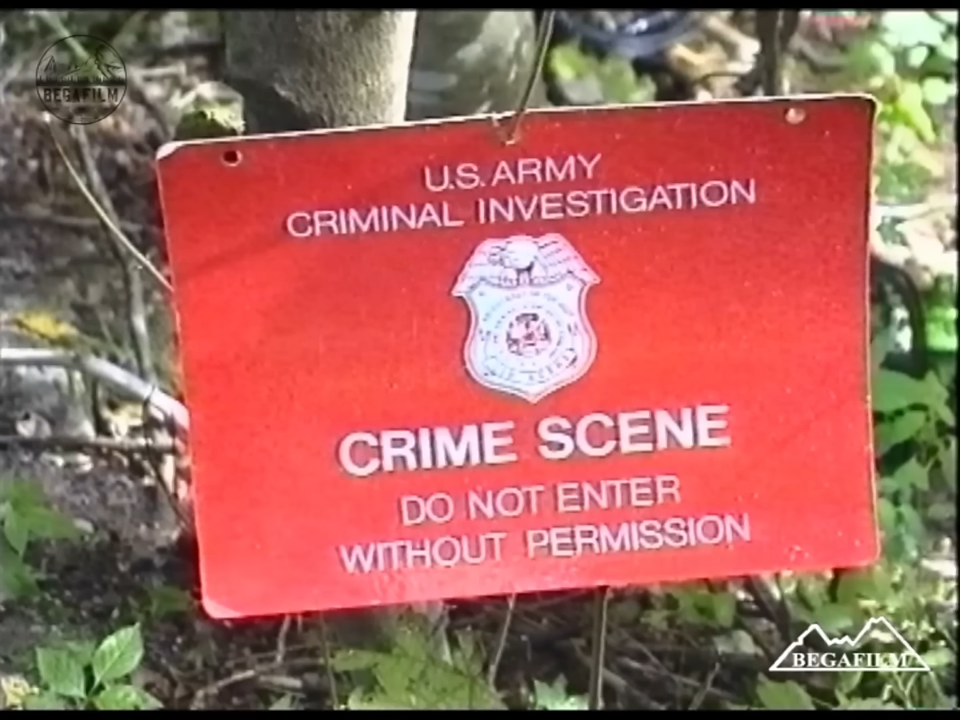 BEGAFILM
U.S. ARMY
CRIMINAL INVESTIGATION
CRIME SCENE
DO NOT ENTER
WITHOUT PERMISSION
BEGAFILM